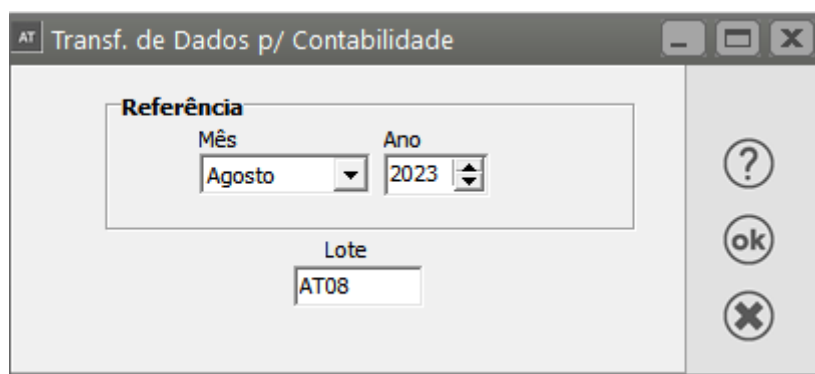 AT Transf. de Dados p/ Contabilidade
Referência
Mês Ano
Agosto 2023
?
ok
Lote
AT08